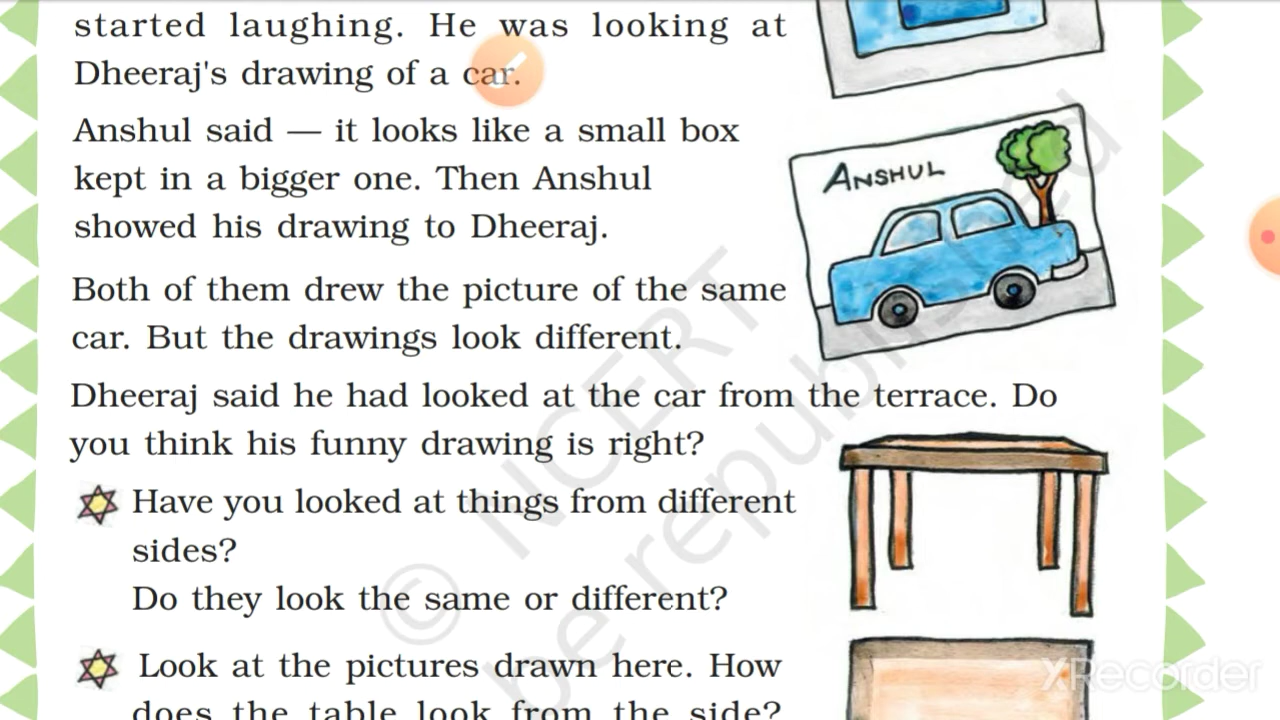 started laughing. He was looking at
Dheeraj's drawing of a car.
Anshul said — it looks like a small box
kept in a bigger one. Then Anshul
showed his drawing to Dheeraj.
ANSHUL
Both of them drew the picture of the same
car. But the drawings look different.
Dheeraj said he had looked at the car from the terrace. Do
you think his funny drawing is right?
Have you looked at things from different
sides?
Do they look the same or different?
Look at the pictures drawn here. How
does the table look from the side?
© NCERT
be republished
XRecorder